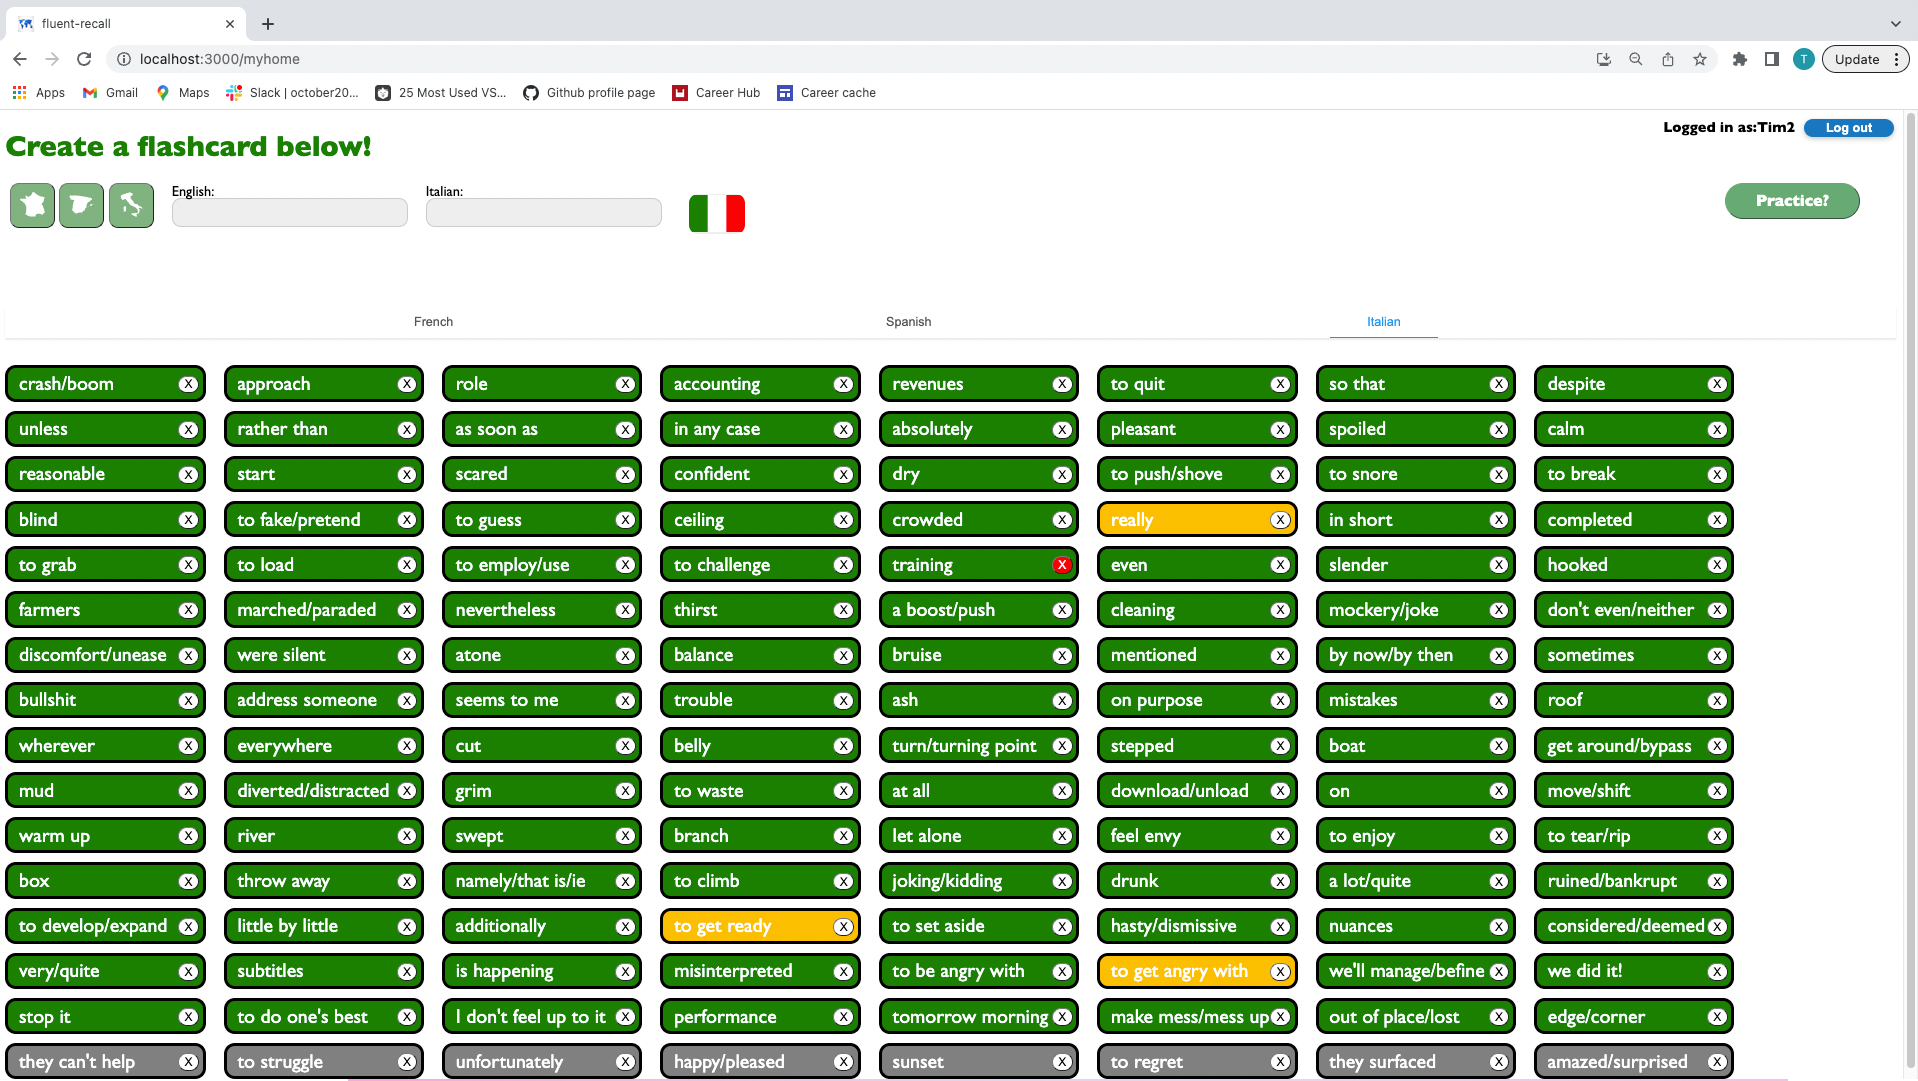 fluent-recall
localhost:3000/myhome
T
Update
Apps
Gmail
Maps
Slack | october20...
25 Most Used VS...
Github profile page
Career Hub
Career cache
Logged in as:Tim2
Log out
Create a flashcard below!
English:
Italian:
Practice?
French Spanish Italian
crash/boom X approach X role X accounting X revenues X to quit X so that X despite X
unless X rather than X as soon as X in any case X absolutely X pleasant X spoiled X calm X
reasonable X start X scared X confident X dry X to push/shove X to snore X to break X
blind X to fake/pretend X to guess X ceiling X crowded X really X in short X completed X
to grab X to load X to employ/use X to challenge X training X even X slender X hooked X
farmers X marched/paraded X nevertheless X thirst X a boost/push X cleaning X mockery/joke X don't even/neither X
discomfort/unease X were silent X atone X balance X bruise X mentioned X by now/by then X sometimes X
bullshit X address someone X seems to me X trouble X ash X on purpose X mistakes X roof X
wherever X everywhere X cut X belly X turn/turning point X stepped X boat X get around/bypass X
mud X diverted/distracted X grim X to waste X at all X download/unload X on X move/shift X
warm up X river X swept X branch X let alone X feel envy X to enjoy X to tear/rip X
box X throw away X namely/that is/ie X to climb X joking/kidding X drunk X a lot/quite X ruined/bankrupt X
to develop/expand X little by little X additionally X to get ready X to set aside X hasty/dismissive X nuances X considered/deemed X
very/quite X subtitles X is happening X misinterpreted X to be angry with X to get angry with X we'll manage/befine X we did it! X
stop it X to do one's best X I don't feel up to it X performance X tomorrow morning X make mess/mess up X out of place/lost X edge/corner X
they can't help X to struggle X unfortunately X happy/pleased X sunset X to regret X they surfaced X amazed/surprised X